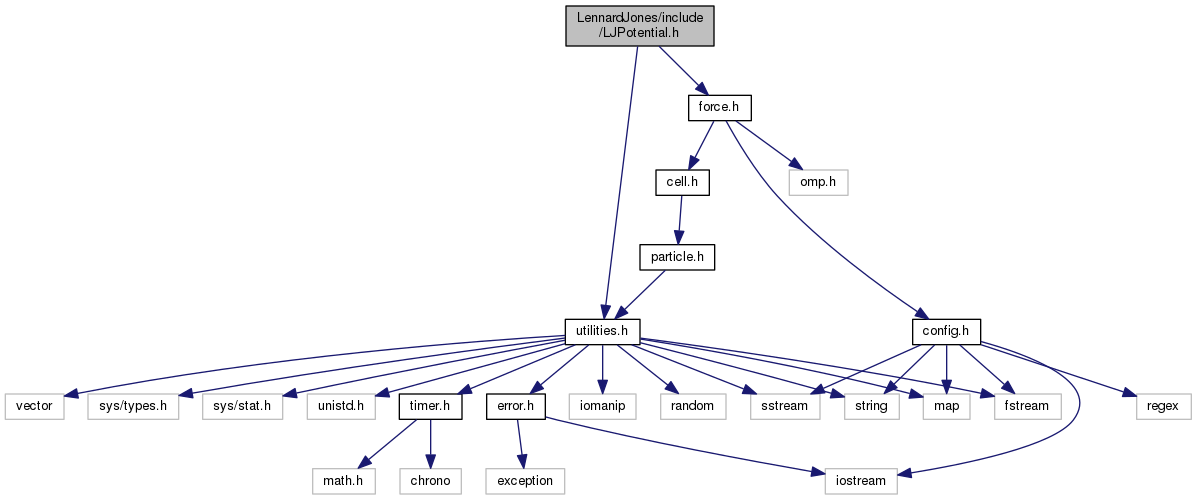 LennardJones/include
/LJPotential.h
force.h
cell.h
omp.h
particle.h
utilities.h
config.h
vector
sys/types.h
sys/stat.h
unistd.h
timer.h
error.h
iomanip
random
sstream
string
map
fstream
regex
math.h
chrono
exception
iostream